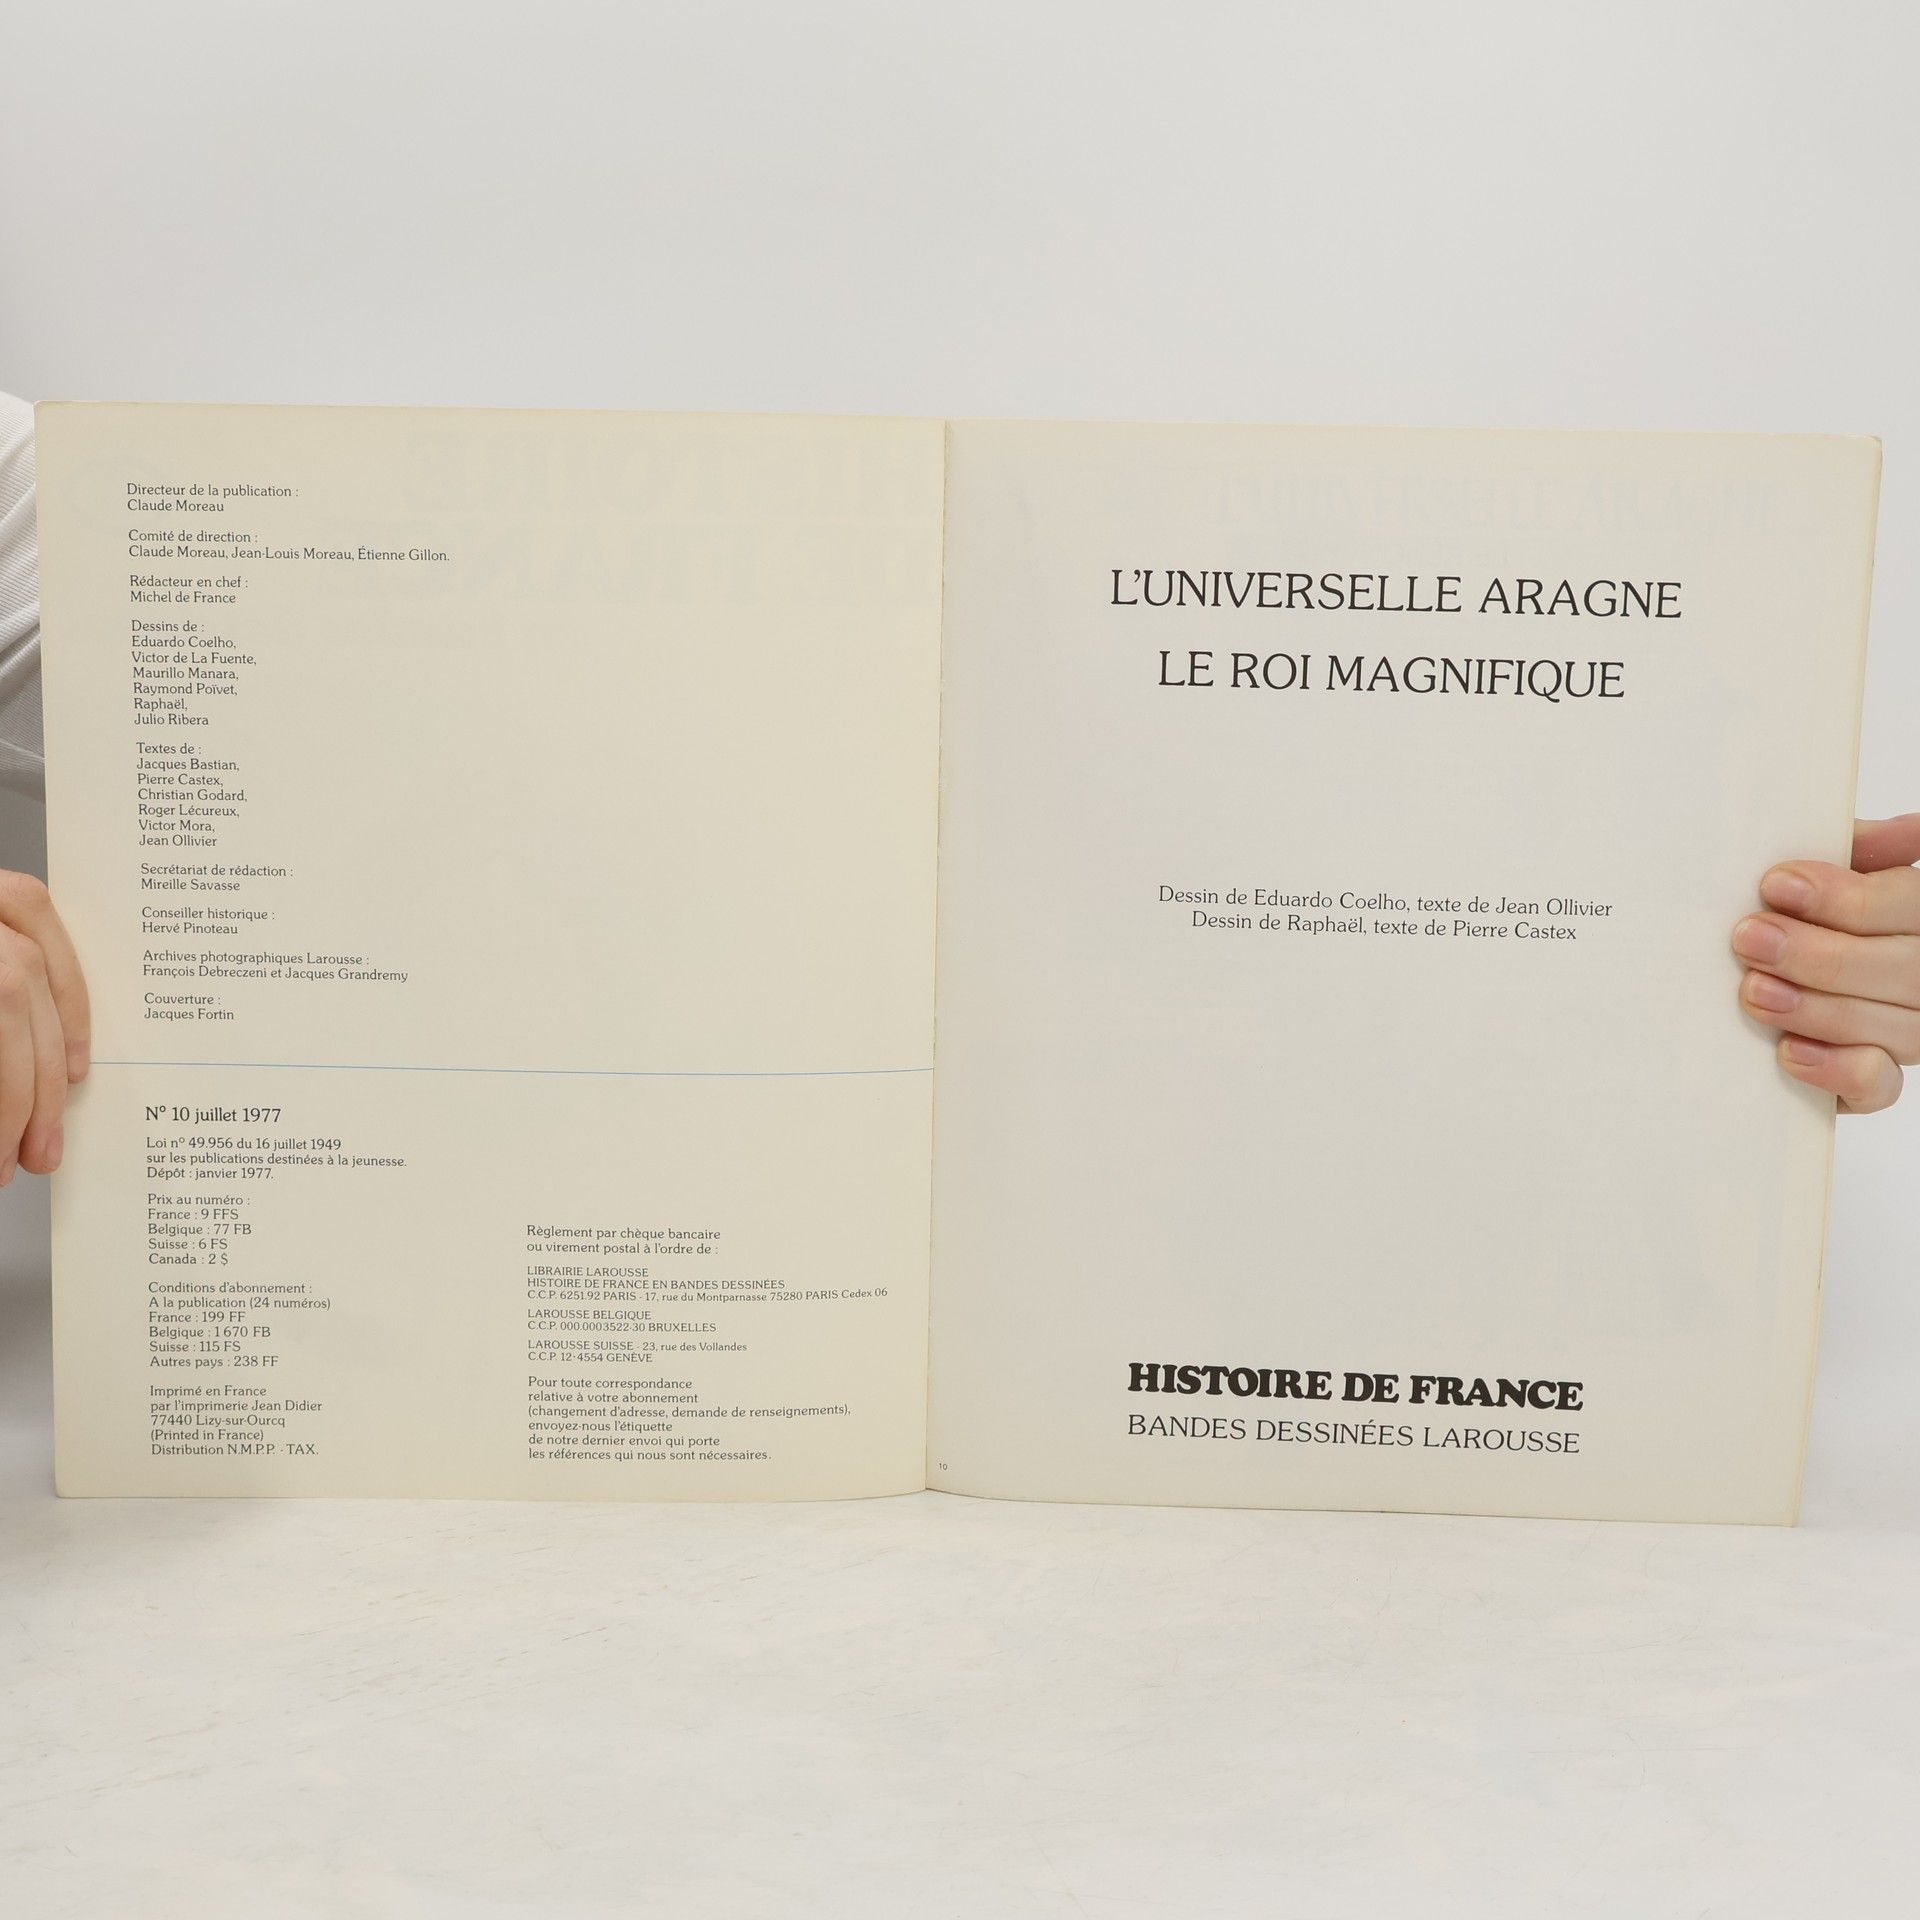 Directeur de la publication :
Claude Moreau
Comité de direction :
Claude Moreau, Jean-Louis Moreau, Étienne Gillon.
Rédacteur en chef :
Michel de France
Dessins de :
Eduardo Coelho,
Victor de La Fuente,
Maurillo Manara,
Raymond Poïvet,
Raphaël,
Julio Ribera
Textes de :
Jacques Bastian,
Pierre Castex,
Christian Godard,
Roger Lécureux,
Victor Mora,
Jean Ollivier
Secrétariat de rédaction :
Mireille Savasse
Conseiller historique :
Hervé Pinoteau
Archives photographiques Larousse :
François Debreczeni et Jacques Grandremy
Couverture :
Jacques Fortin
N° 10 juillet 1977
Loi n° 49.956 du 16 juillet 1949
sur les publications destinées à la jeunesse.
Dépôt : janvier 1977.
Prix au numéro :
France : 9 FFS
Belgique : 77 FB
Suisse : 6 FS
Canada : 2 $
Conditions d'abonnement :
A la publication (24 numéros)
France : 199 FF
Belgique : 1 670 FB
Suisse : 115 FS
Autres pays : 238 FF
Imprimé en France
par l'imprimerie Jean Didier
77440 Lizy-sur-Ourcq
(Printed in France)
Distribution N.M.P.P. - TAX.
Règlement par chèque bancaire
ou virement postal à l'ordre de :
LIBRAIRIE LAROUSSE
HISTOIRE DE FRANCE EN BANDES DESSINÉES
C.C.P. 6251.92 PARIS - 17, rue du Montparnasse 75280 PARIS Cedex 06
LAROUSSE BELGIQUE
C.C.P. 000.0003522-30 BRUXELLES
LAROUSSE SUISSE - 23, rue des Vollandes
C.C.P. 12-4554 GENÈVE
Pour toute correspondance
relative à votre abonnement
(changement d'adresse, demande de renseignements),
envoyez-nous l'étiquette
de notre dernier envoi qui porte
les références qui nous sont nécessaires.
L'UNIVERSELLE ARAGNE
LE ROI MAGNIFIQUE
Dessin de Eduardo Coelho, texte de Jean Ollivier
Dessin de Raphaël, texte de Pierre Castex
HISTOIRE DE FRANCE
BANDES DESSINÉES LAROUSSE
10